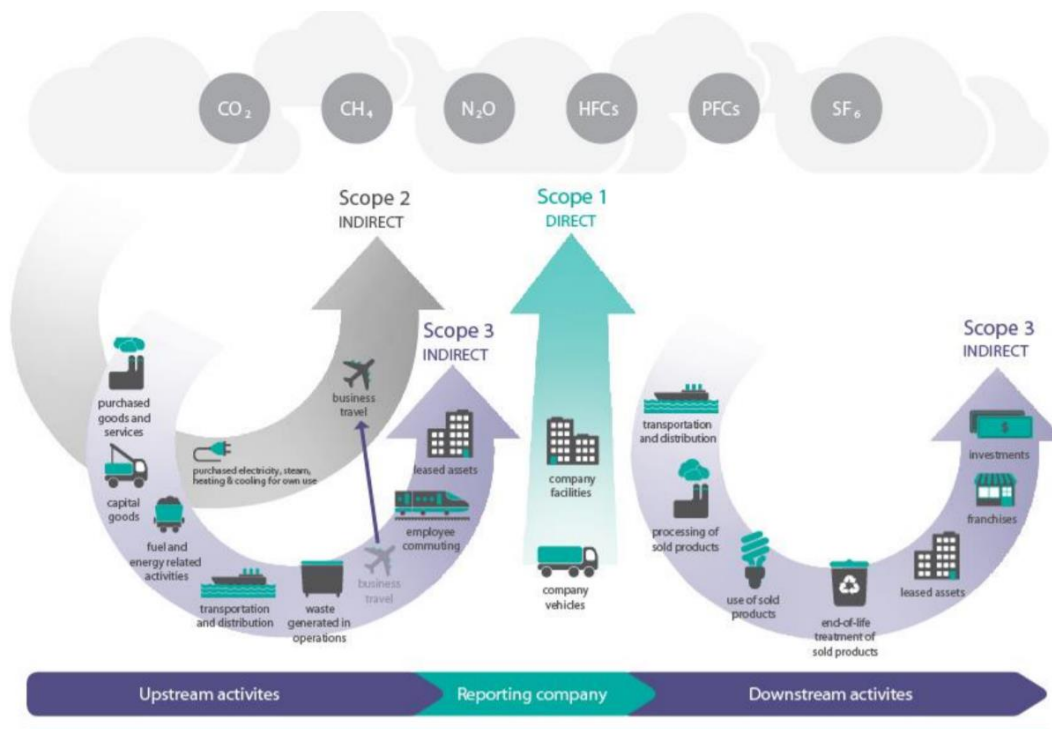 CO₂
CH₄
N₂O
HFCs
PFCs
SF₆
Scope 2
INDIRECT
Scope 1
DIRECT
Scope 3
INDIRECT
Scope 3
INDIRECT
purchased
goods and
services
capital
goods
fuel and
energy related
activities
purchased electricity, steam,
heating & cooling for own use
transportation
and distribution
waste
generated in
operations
business
travel
business
travel
employee
commuting
leased assets
company
facilities
company
vehicles
transportation
and distribution
processing of
sold products
use of sold
products
end-of-life
treatment of
sold products
leased assets
franchises
$
investments
Upstream activites
Reporting company
Downstream activites